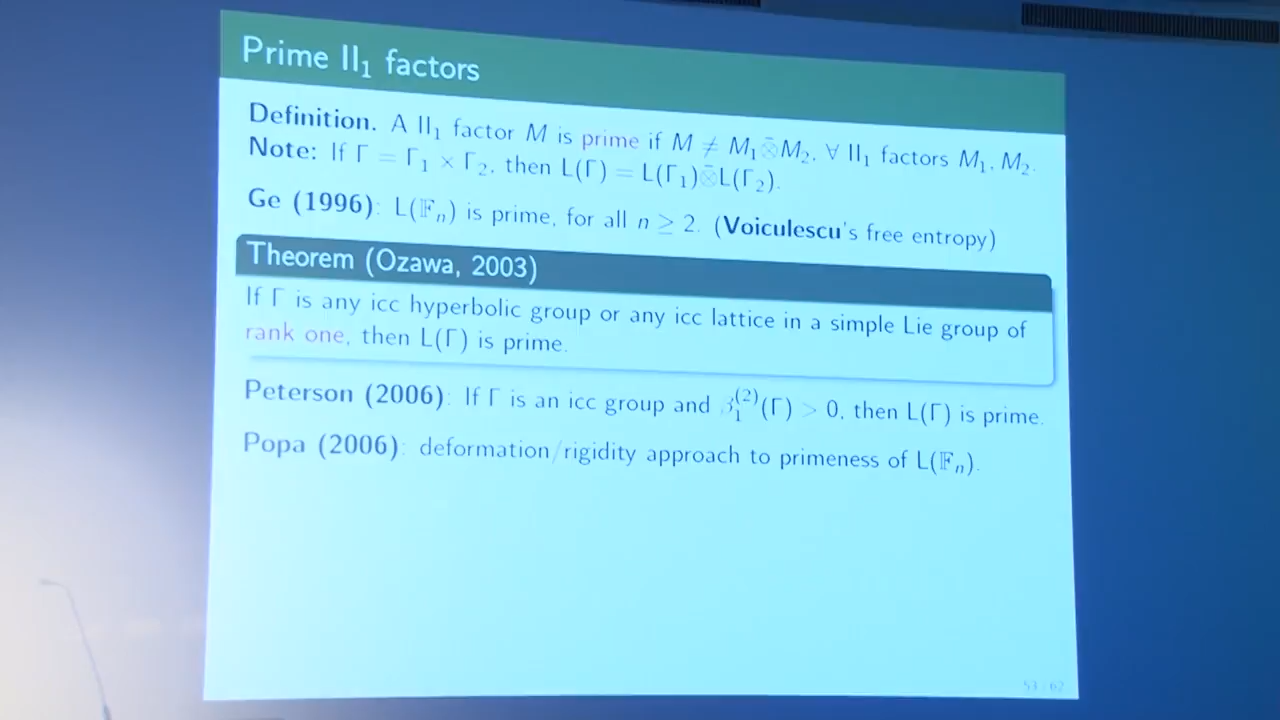 Prime II₁ factors
Definition. A II₁ factor M is prime if M ≠ M₁⊗̄M₂, ∀ II₁ factors M₁, M₂.
Note: If Γ = Γ₁ × Γ₂, then L(Γ) = L(Γ₁)⊗̄L(Γ₂).
Ge (1996): L(𝔽ₙ) is prime, for all n ≥ 2. (Voiculescu's free entropy)
Theorem (Ozawa, 2003)
If Γ is any icc hyperbolic group or any icc lattice in a simple Lie group of
rank one, then L(Γ) is prime.
Peterson (2006): If Γ is an icc group and β₁⁽²⁾(Γ) > 0, then L(Γ) is prime.
Popa (2006): deformation/rigidity approach to primeness of L(𝔽ₙ).
53 / 62